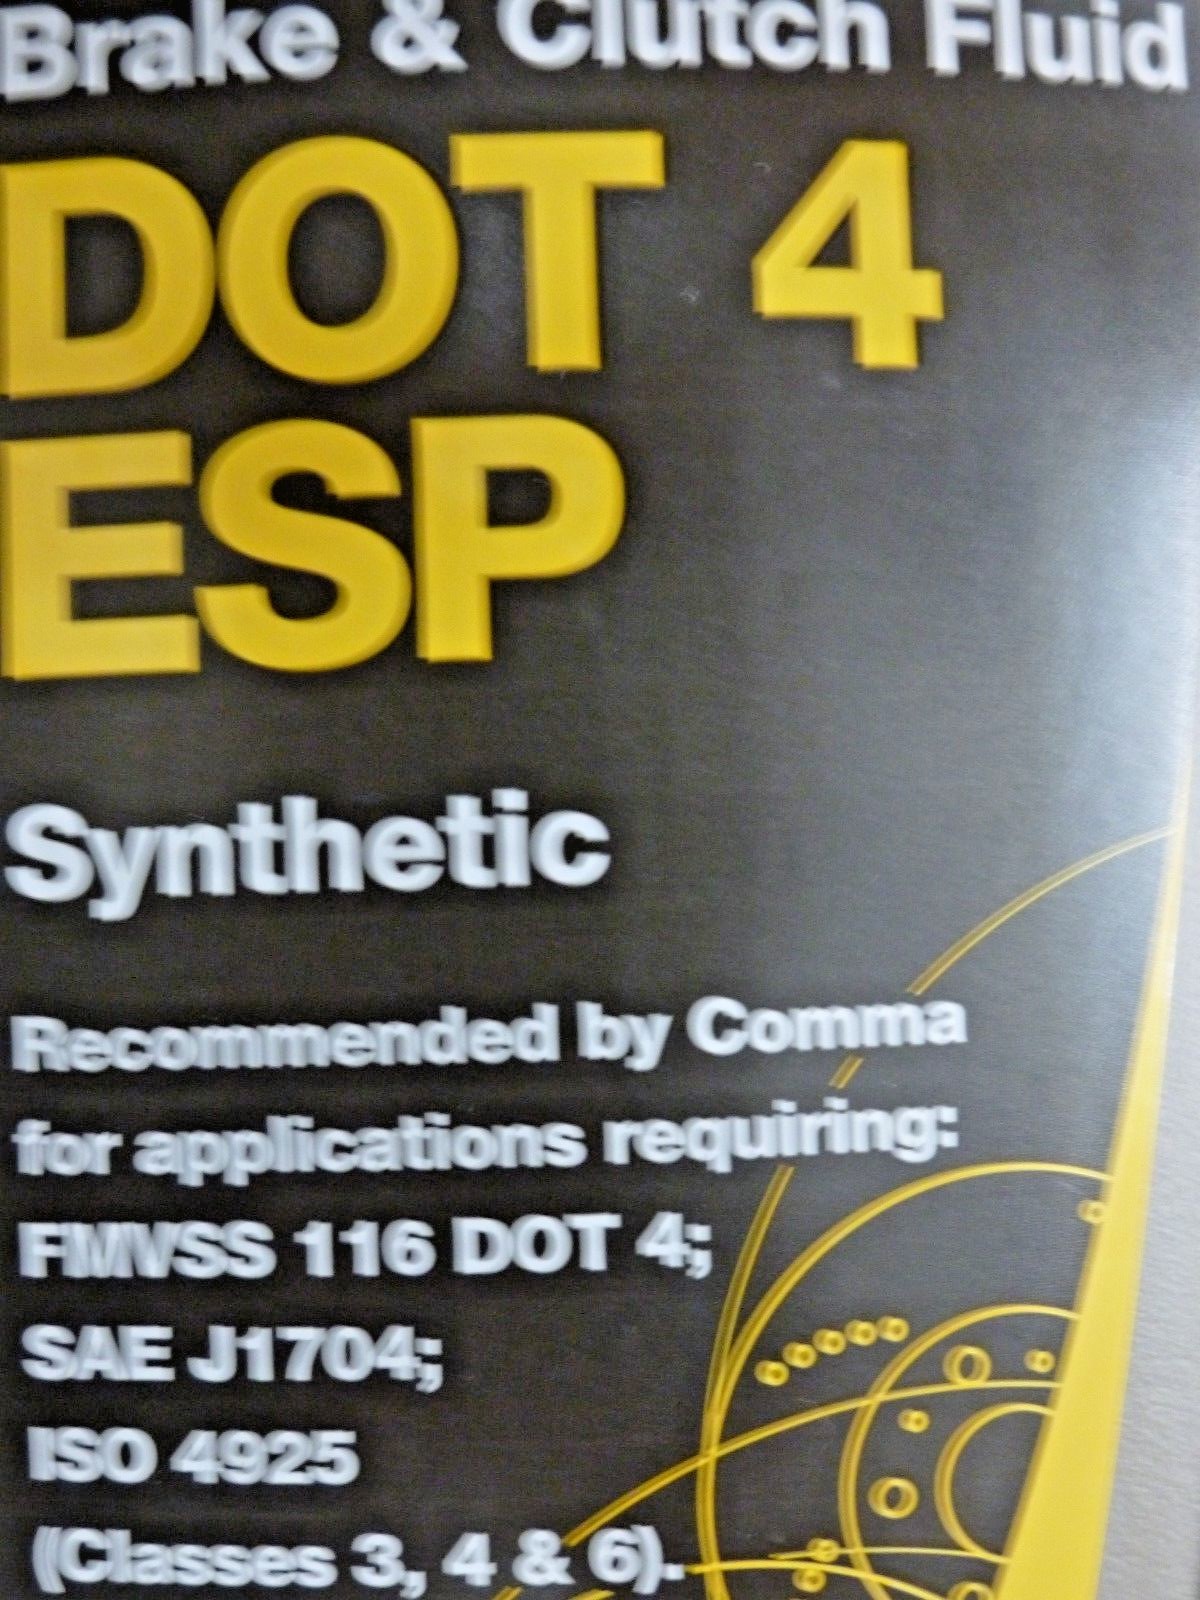 Brake & Clutch Fluid
DOT 4
ESP
Synthetic
Recommended by Comma
for applications requiring:
FMVSS 116 DOT 4;
SAE J1704;
ISO 4925
(Classes 3, 4 & 6).